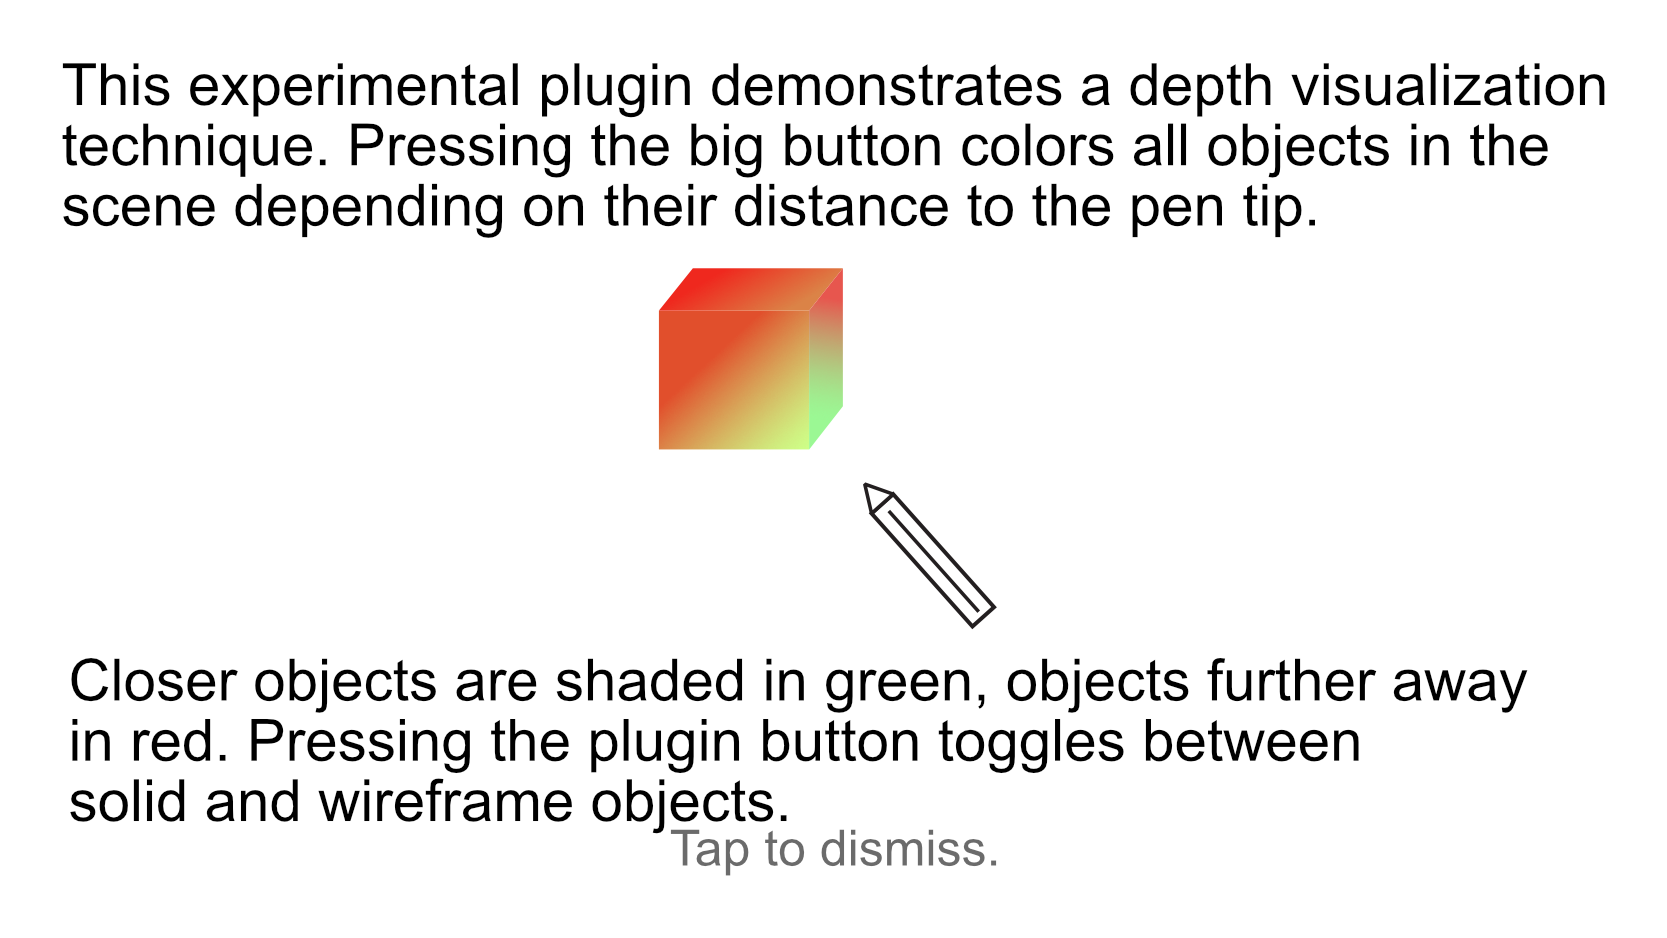 This experimental plugin demonstrates a depth visualization
technique. Pressing the big button colors all objects in the
scene depending on their distance to the pen tip.
Closer objects are shaded in green, objects further away
in red. Pressing the plugin button toggles between
solid and wireframe objects.
Tap to dismiss.